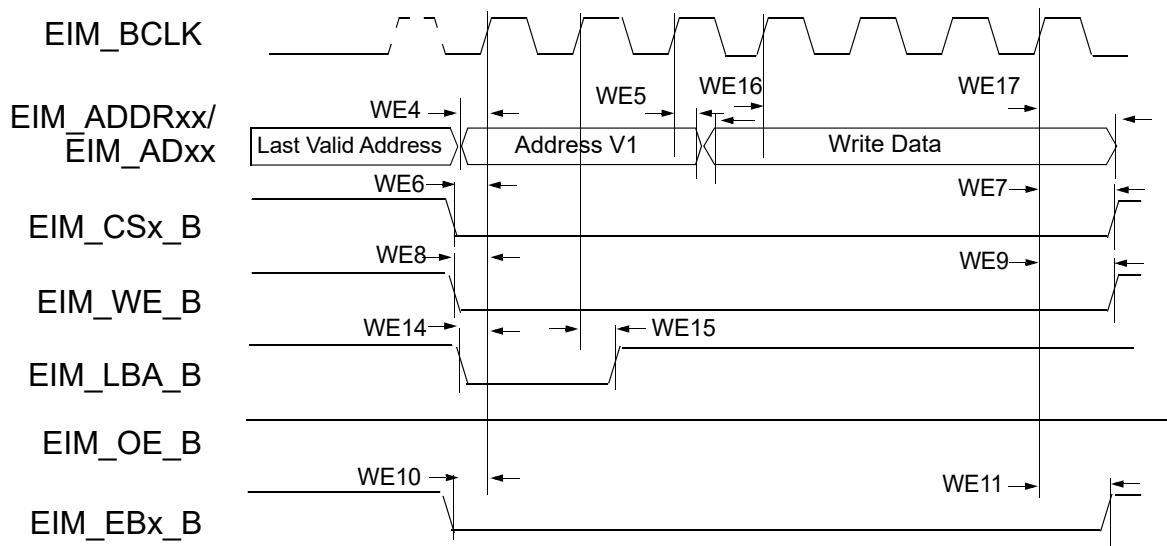 EIM_BCLK
WE16
WE5
WE17
WE4
EIM_ADDRxx/
EIM_ADxx
Last Valid Address
Address V1
Write Data
WE6
WE7
EIM_CSx_B
WE8
WE9
EIM_WE_B
WE14
WE15
EIM_LBA_B
EIM_OE_B
WE10
WE11
EIM_EBx_B